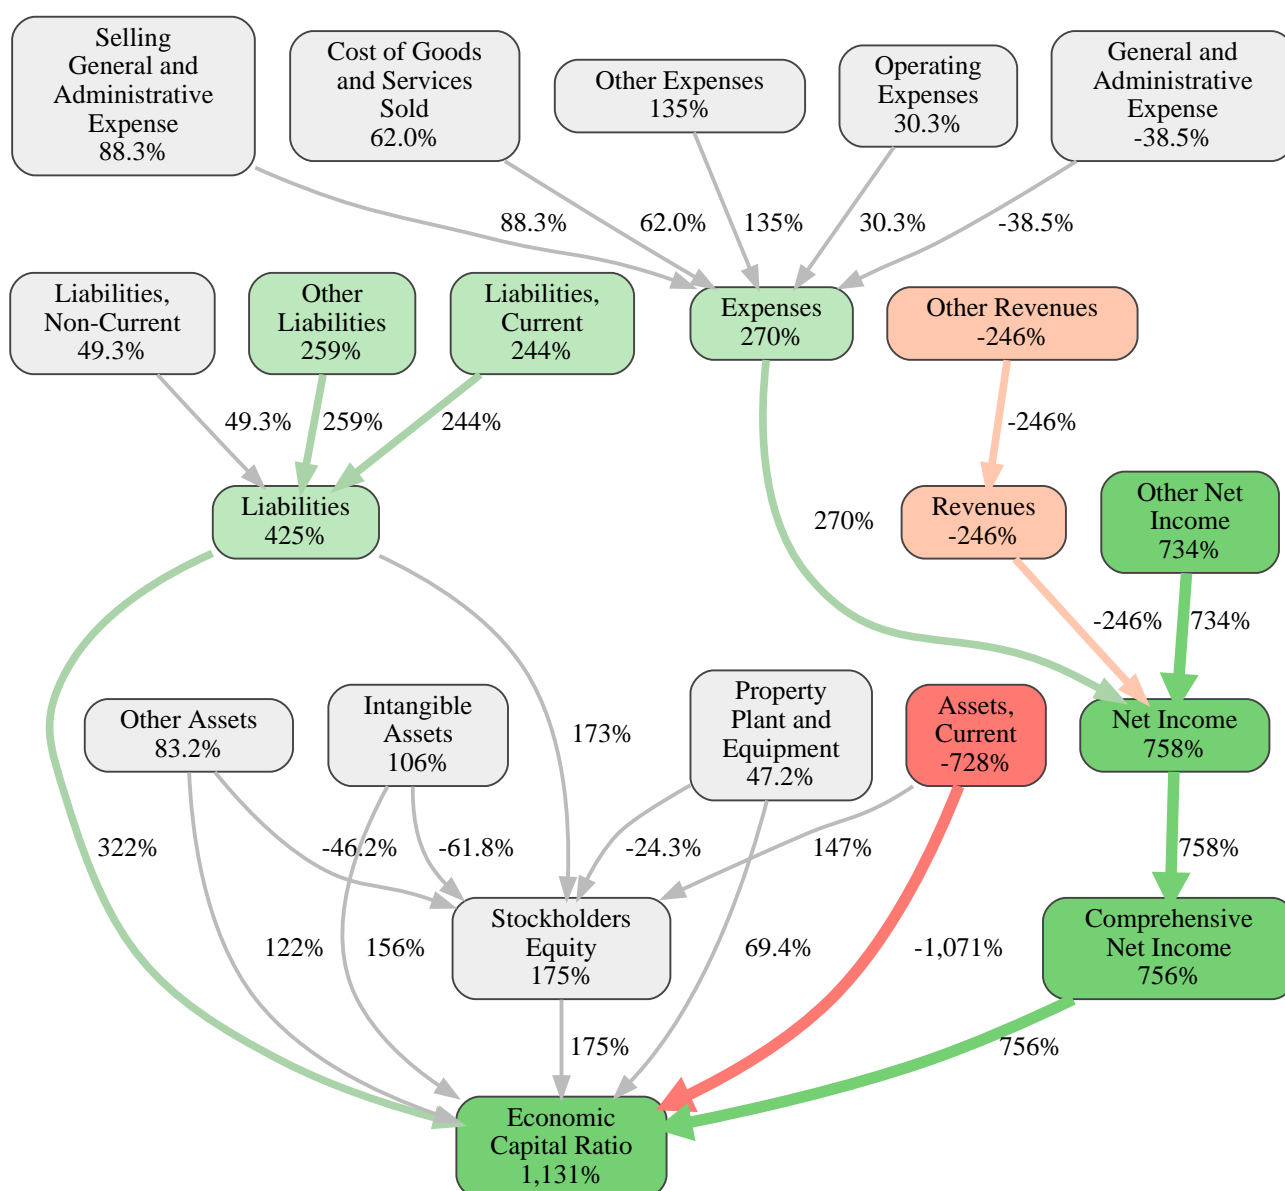 Selling
General and
Administrative
Expense
88.3%
Cost of Goods
and Services
Sold
62.0%
Other Expenses
135%
Operating
Expenses
30.3%
General and
Administrative
Expense
-38.5%
88.3%
62.0%
135%
30.3%
-38.5%
Liabilities,
Non-Current
49.3%
Other
Liabilities
259%
Liabilities,
Current
244%
Expenses
270%
Other Revenues
-246%
49.3%
259%
244%
-246%
Liabilities
425%
270%
Revenues
-246%
Other Net
Income
734%
-246%
734%
Other Assets
83.2%
Intangible
Assets
106%
173%
Property
Plant and
Equipment
47.2%
Assets,
Current
-728%
Net Income
758%
322%
-46.2%
-61.8%
-24.3%
147%
758%
Stockholders
Equity
175%
Comprehensive
Net Income
756%
122%
156%
69.4%
-1,071%
175%
756%
Economic
Capital Ratio
1,131%